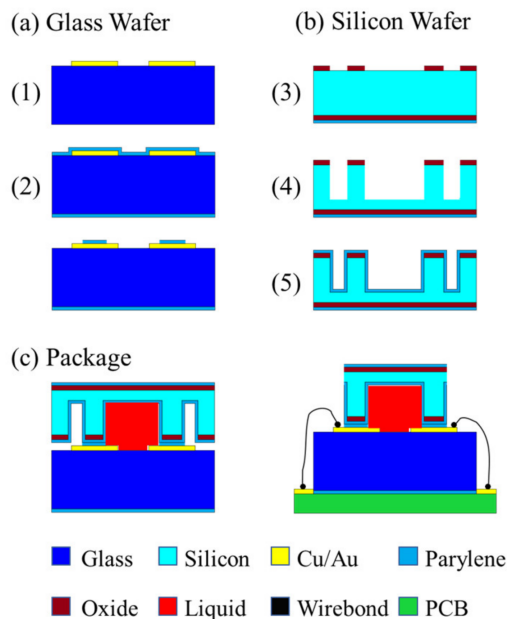 (a) Glass Wafer
(b) Silicon Wafer
(1)
(2)
(3)
(4)
(5)
(c) Package
Glass
Silicon
Cu/Au
Parylene
Oxide
Liquid
Wirebond
PCB